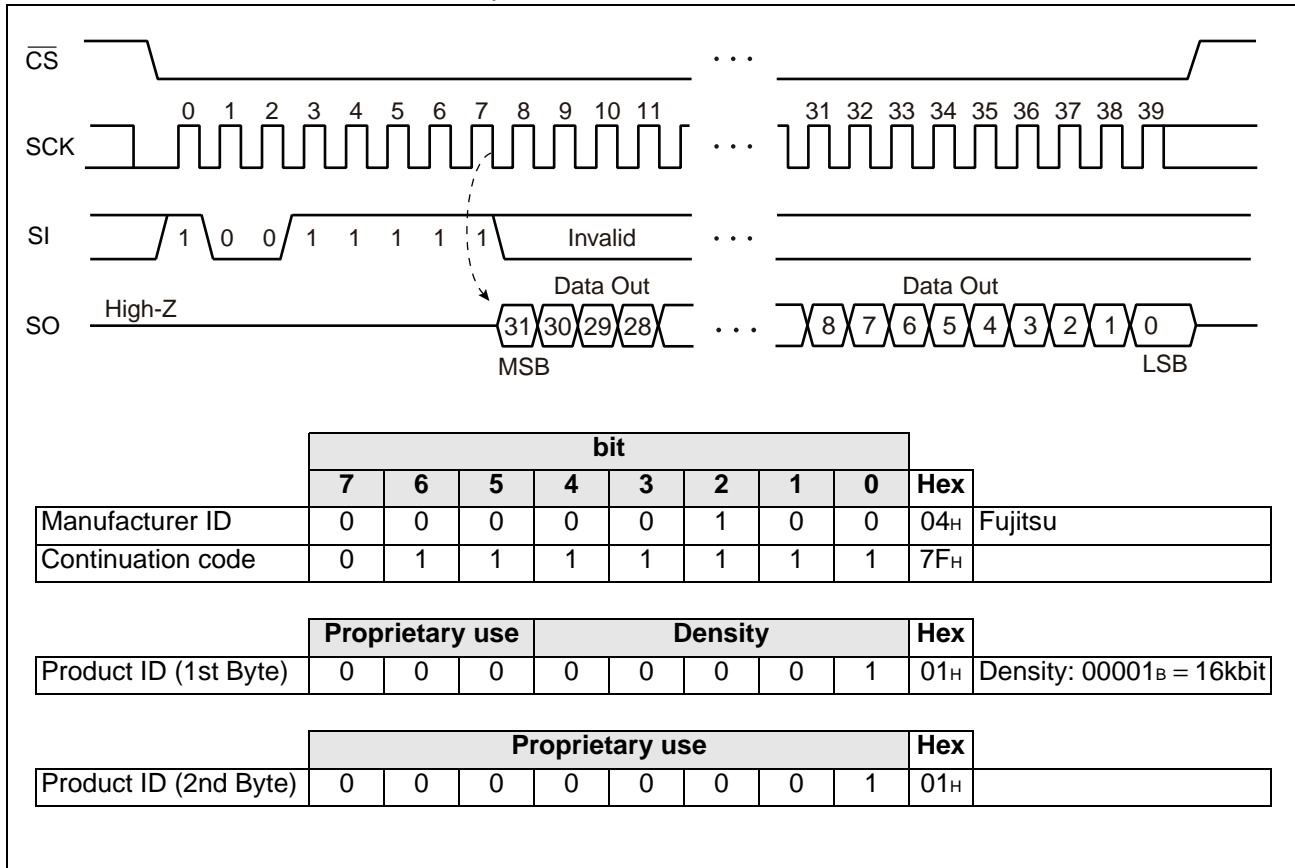 CS
0 1 2 3 4 5 6 7 8 9 10 11 31 32 33 34 35 36 37 38 39
SCK
· · ·
SI 1 0 0 1 1 1 1 1 Invalid · · ·
Data Out Data Out
High-Z
SO 31 30 29 28 · · · 8 7 6 5 4 3 2 1 0
MSB LSB
bit
7 6 5 4 3 2 1 0 Hex
Manufacturer ID 0 0 0 0 0 1 0 0 04H Fujitsu
Continuation code 0 1 1 1 1 1 1 1 7FH
Proprietary use Density Hex
Product ID (1st Byte) 0 0 0 0 0 0 0 1 01H Density: 00001B = 16kbit
Proprietary use Hex
Product ID (2nd Byte) 0 0 0 0 0 0 0 1 01H